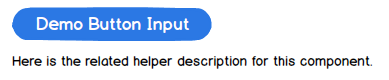 Demo Button Input
Here is the related helper description for this component.